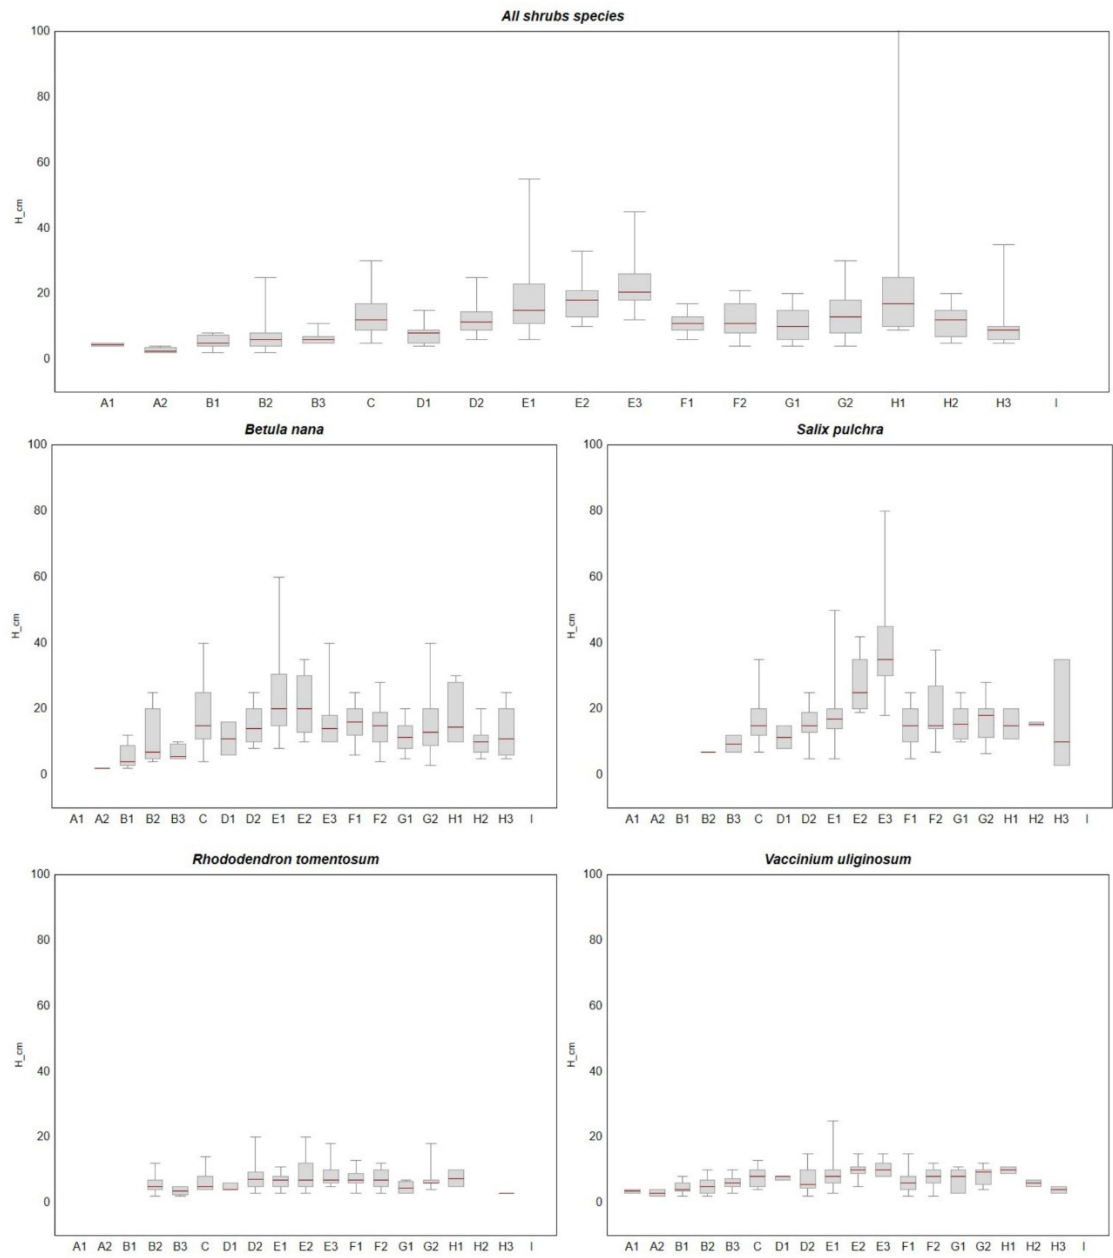 All shrubs species
100
80
60
40
20
0
H_cm
A1 A2 B1 B2 B3 C D1 D2 E1 E2 E3 F1 F2 G1 G2 H1 H2 H3 I
Betula nana
100
80
60
40
20
0
H_cm
A1 A2 B1 B2 B3 C D1 D2 E1 E2 E3 F1 F2 G1 G2 H1 H2 H3 I
Salix pulchra
100
80
60
40
20
0
H_cm
A1 A2 B1 B2 B3 C D1 D2 E1 E2 E3 F1 F2 G1 G2 H1 H2 H3 I
Rhododendron tomentosum
100
80
60
40
20
0
H_cm
A1 A2 B1 B2 B3 C D1 D2 E1 E2 E3 F1 F2 G1 G2 H1 H2 H3 I
Vaccinium uliginosum
100
80
60
40
20
0
H_cm
A1 A2 B1 B2 B3 C D1 D2 E1 E2 E3 F1 F2 G1 G2 H1 H2 H3 I